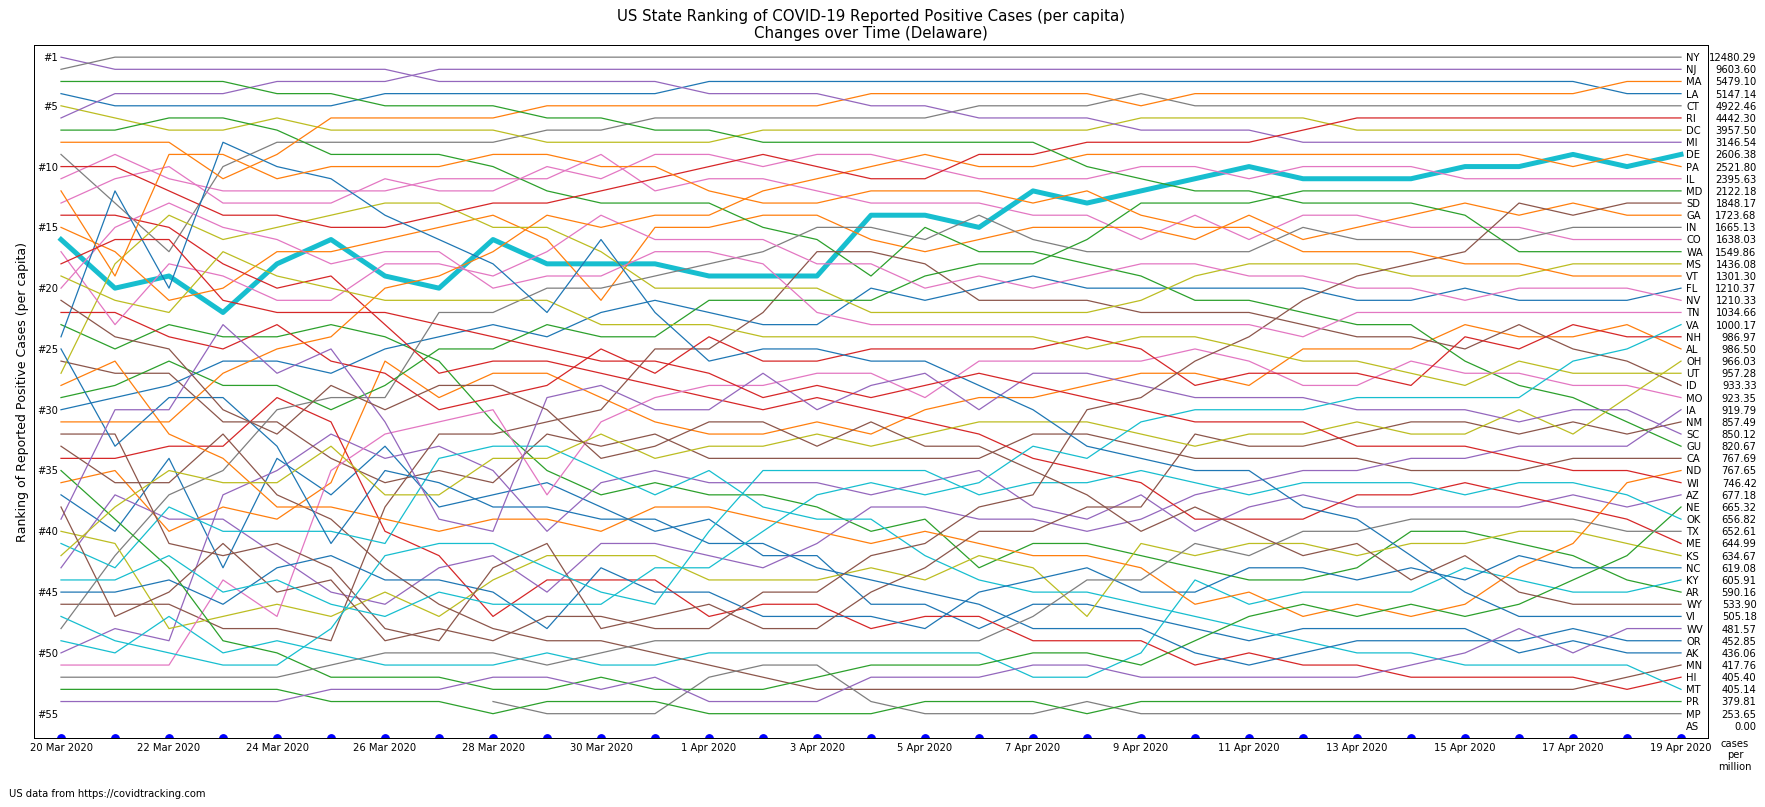 US State Ranking of COVID-19 Reported Positive Cases (per capita)
Changes over Time (Delaware)
Ranking of Reported Positive Cases (per capita)
#1
#5
#10
#15
#20
#25
#30
#35
#40
#45
#50
#55
NY 12480.29
NJ 9603.60
MA 5479.10
LA 5147.14
CT 4922.46
RI 4442.30
DC 3957.50
MI 3146.54
DE 2606.38
PA 2521.80
IL 2395.63
MD 2122.18
SD 1848.17
GA 1723.68
IN 1665.13
CO 1638.03
WA 1549.86
MS 1436.08
VT 1301.30
FL 1210.37
NV 1210.33
TN 1034.66
VA 1000.17
NH 986.97
AL 986.50
OH 966.03
UT 957.28
ID 933.33
MO 923.35
IA 919.79
NM 857.49
SC 850.12
GU 820.67
CA 767.69
ND 767.65
WI 746.42
AZ 677.18
NE 665.32
OK 656.82
TX 652.61
ME 644.99
KS 634.67
NC 619.08
KY 605.91
AR 590.16
WY 533.90
VI 505.18
WV 481.57
OR 452.85
AK 436.06
MN 417.76
HI 405.40
MT 405.14
PR 379.81
MP 253.65
AS 0.00
20 Mar 2020 22 Mar 2020 24 Mar 2020 26 Mar 2020 28 Mar 2020 30 Mar 2020 1 Apr 2020 3 Apr 2020 5 Apr 2020 7 Apr 2020 9 Apr 2020 11 Apr 2020 13 Apr 2020 15 Apr 2020 17 Apr 2020 19 Apr 2020
cases
per
million
US data from https://covidtracking.com